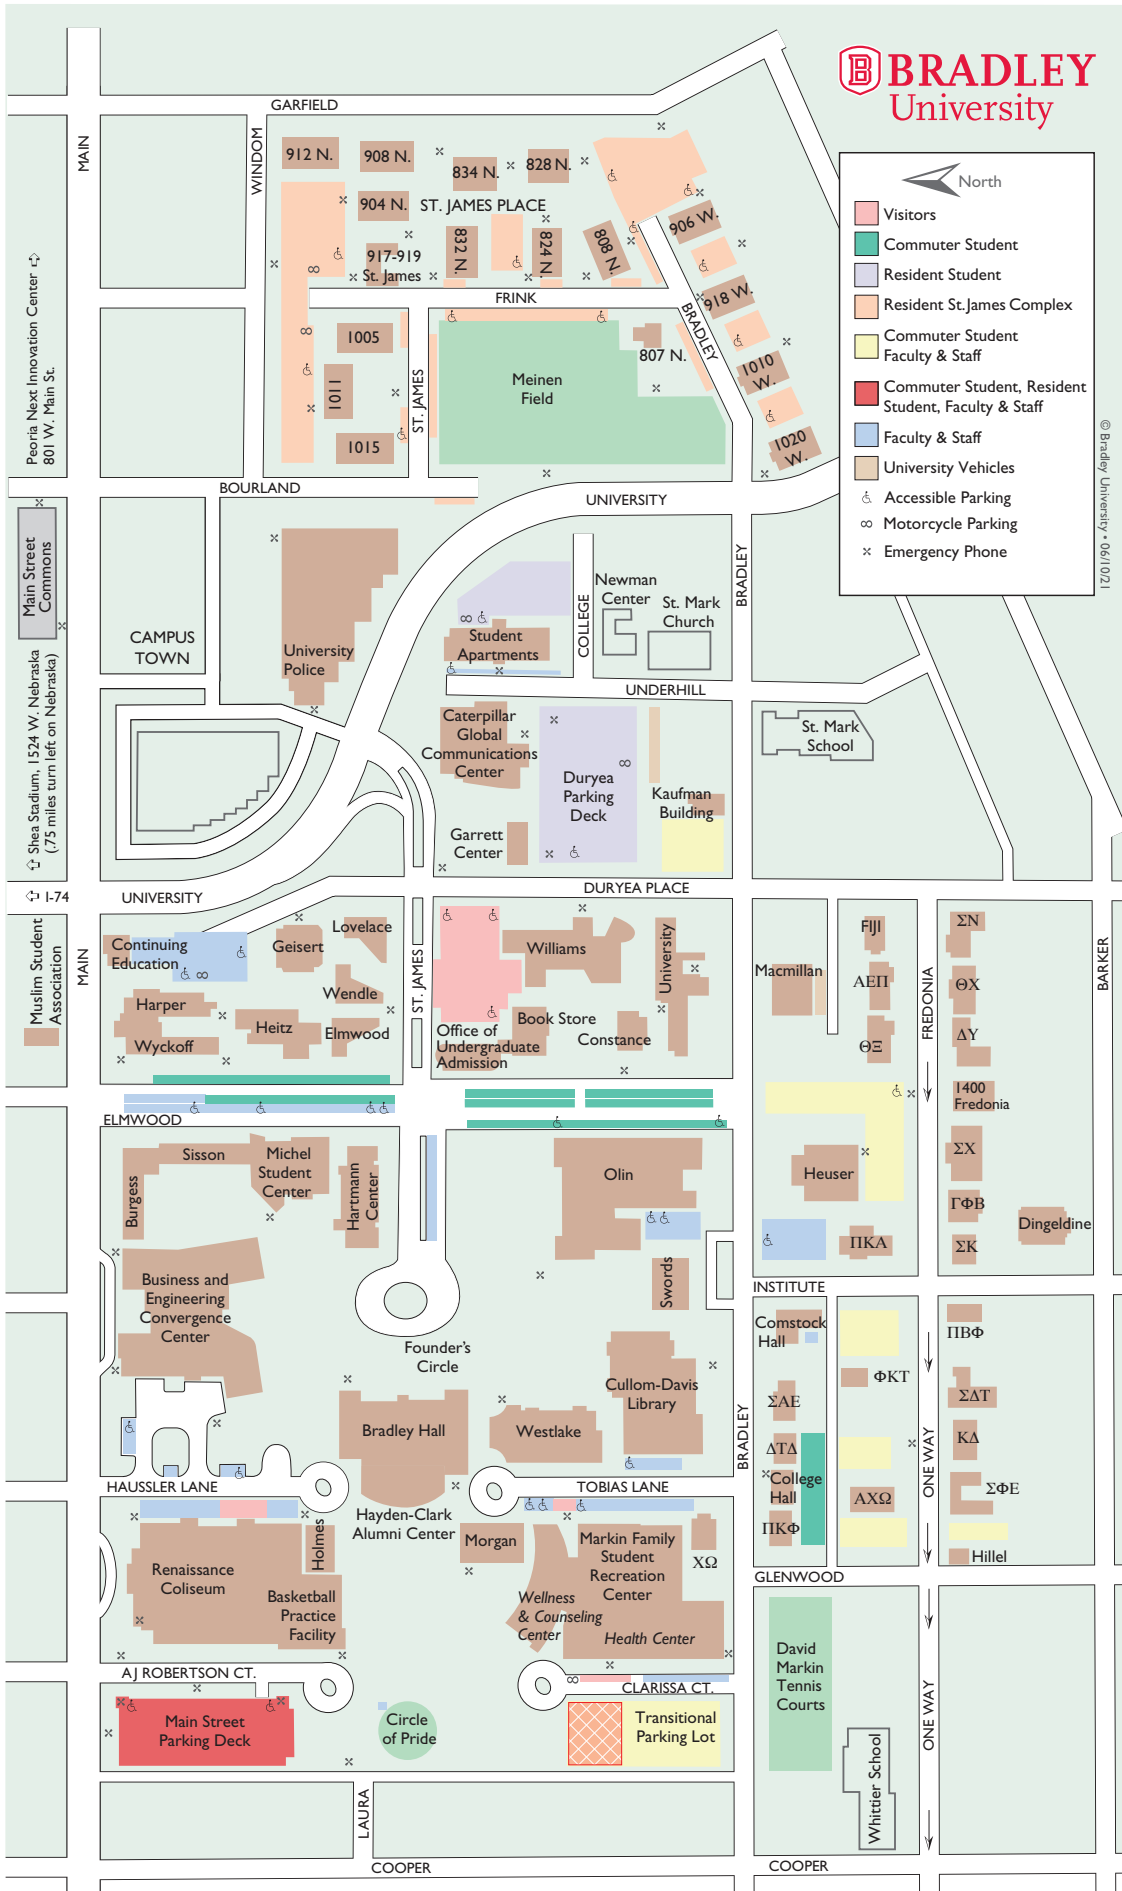 BRADLEY
University
North
Visitors
Commuter Student
Resident Student
Resident St.James Complex
Commuter Student
Faculty & Staff
Commuter Student, Resident
Student, Faculty & Staff
Faculty & Staff
University Vehicles
Accessible Parking
Motorcycle Parking
Emergency Phone
© Bradley University • 06/10/21
GARFIELD
MAIN
WINDOM
912 N.
908 N.
834 N.
828 N.
904 N.
ST. JAMES PLACE
906 W.
917-919
St. James
832 N.
824 N.
808 N.
918 W.
FRINK
BRADLEY
1005
807 N.
1010
W.
1011
ST. JAMES
Meinen
Field
1015
1020
W.
Peoria Next Innovation Center
801 W. Main St.
BOURLAND
UNIVERSITY
Main Street
Commons
CAMPUS
TOWN
University
Police
Student
Apartments
COLLEGE
Newman
Center
St. Mark
Church
BRADLEY
UNDERHILL
Shea Stadium, 1524 W. Nebraska
(.75 miles turn left on Nebraska)
Caterpillar
Global
Communications
Center
Duryea
Parking
Deck
St. Mark
School
Kaufman
Building
Garrett
Center
I-74
UNIVERSITY
DURYEA PLACE
Muslim Student
Association
MAIN
Continuing
Education
Geisert
Lovelace
Wendle
Harper
Heitz
Elmwood
Wyckoff
ST. JAMES
Williams
University
Office of
Undergraduate
Admission
Book Store
Constance
Macmillan
FIJI
ΑΕΠ
ΘΞ
FREDONIA
ΣΝ
ΘΧ
ΔΥ
1400
Fredonia
BARKER
ELMWOOD
Burgess
Sisson
Michel
Student
Center
Hartmann
Center
Olin
Heuser
ΣΧ
ΓΦΒ
Dingeldine
ΠΚΑ
ΣΚ
Business and
Engineering
Convergence
Center
Swords
INSTITUTE
Founder's
Circle
Comstock
Hall
ΠΒΦ
ΦΚΤ
Cullom-Davis
Library
ΣΑΕ
ΣΔΤ
Bradley Hall
Westlake
BRADLEY
ΔΤΔ
ΚΔ
ONE WAY
College
Hall
ΑΧΩ
ΣΦΕ
ΠΚΦ
HAUSSLER LANE
TOBIAS LANE
Hayden-Clark
Alumni Center
Holmes
Morgan
Markin Family
Student
Recreation
Center
ΧΩ
Hillel
Renaissance
Coliseum
Basketball
Practice
Facility
Wellness
& Counseling
Center
Health Center
GLENWOOD
AJ ROBERTSON CT.
CLARISSA CT.
Main Street
Parking Deck
Circle
of Pride
Transitional
Parking Lot
David
Markin
Tennis
Courts
ONE WAY
Whittier School
LAURA
COOPER
COOPER